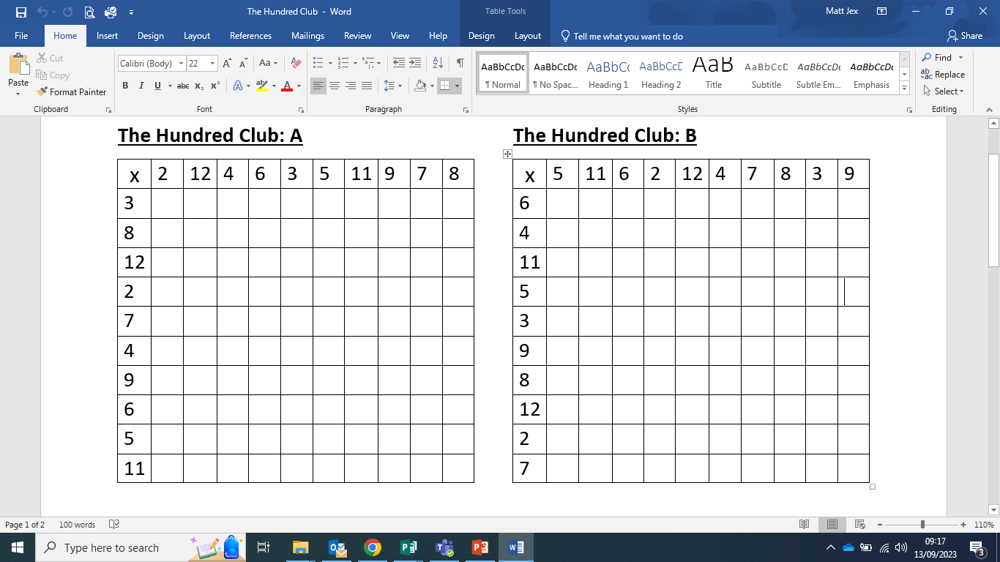 The Hundred Club - Word
Table Tools
Matt Jex
File Home Insert Design Layout References Mailings Review View Help Design Layout Tell me what you want to do Share
Paste
Cut
Copy
Format Painter
Clipboard
Calibri (Body) 22
B I U abc x₂ x²
Font
Paragraph
AaBbCcDc AaBbCcDc AaBbC( AaBbCcD AaB AaBbCcD AaBbCcDc AaBbCcDc
¶ Normal ¶ No Spac... Heading 1 Heading 2 Title Subtitle Subtle Em... Emphasis
Styles
Find
Replace
Select
Editing
The Hundred Club: A
x 2 12 4 6 3 5 11 9 7 8
3
8
12
2
7
4
9
6
5
11
The Hundred Club: B
x 5 11 6 2 12 4 7 8 3 9
6
4
11
5
3
9
8
12
2
7
Page 1 of 2 100 words 110%
Type here to search
09:17
13/09/2023
3